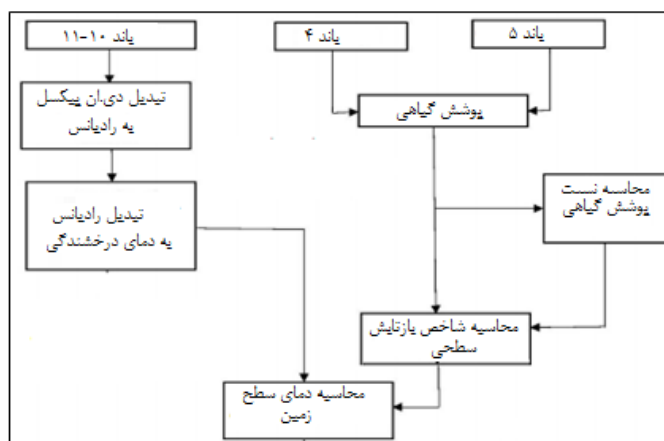 باند ۱۰-۱۱
باند ۴
باند ۵
تبدیل دی.ان پیکسل
به رادیانس
پوشش گیاهی
تبدیل رادیانس
به دمای درخشندگی
محاسبه نسبت
پوشش گیاهی
محاسبه شاخص بازتابش
سطحی
محاسبه دمای سطح
زمین